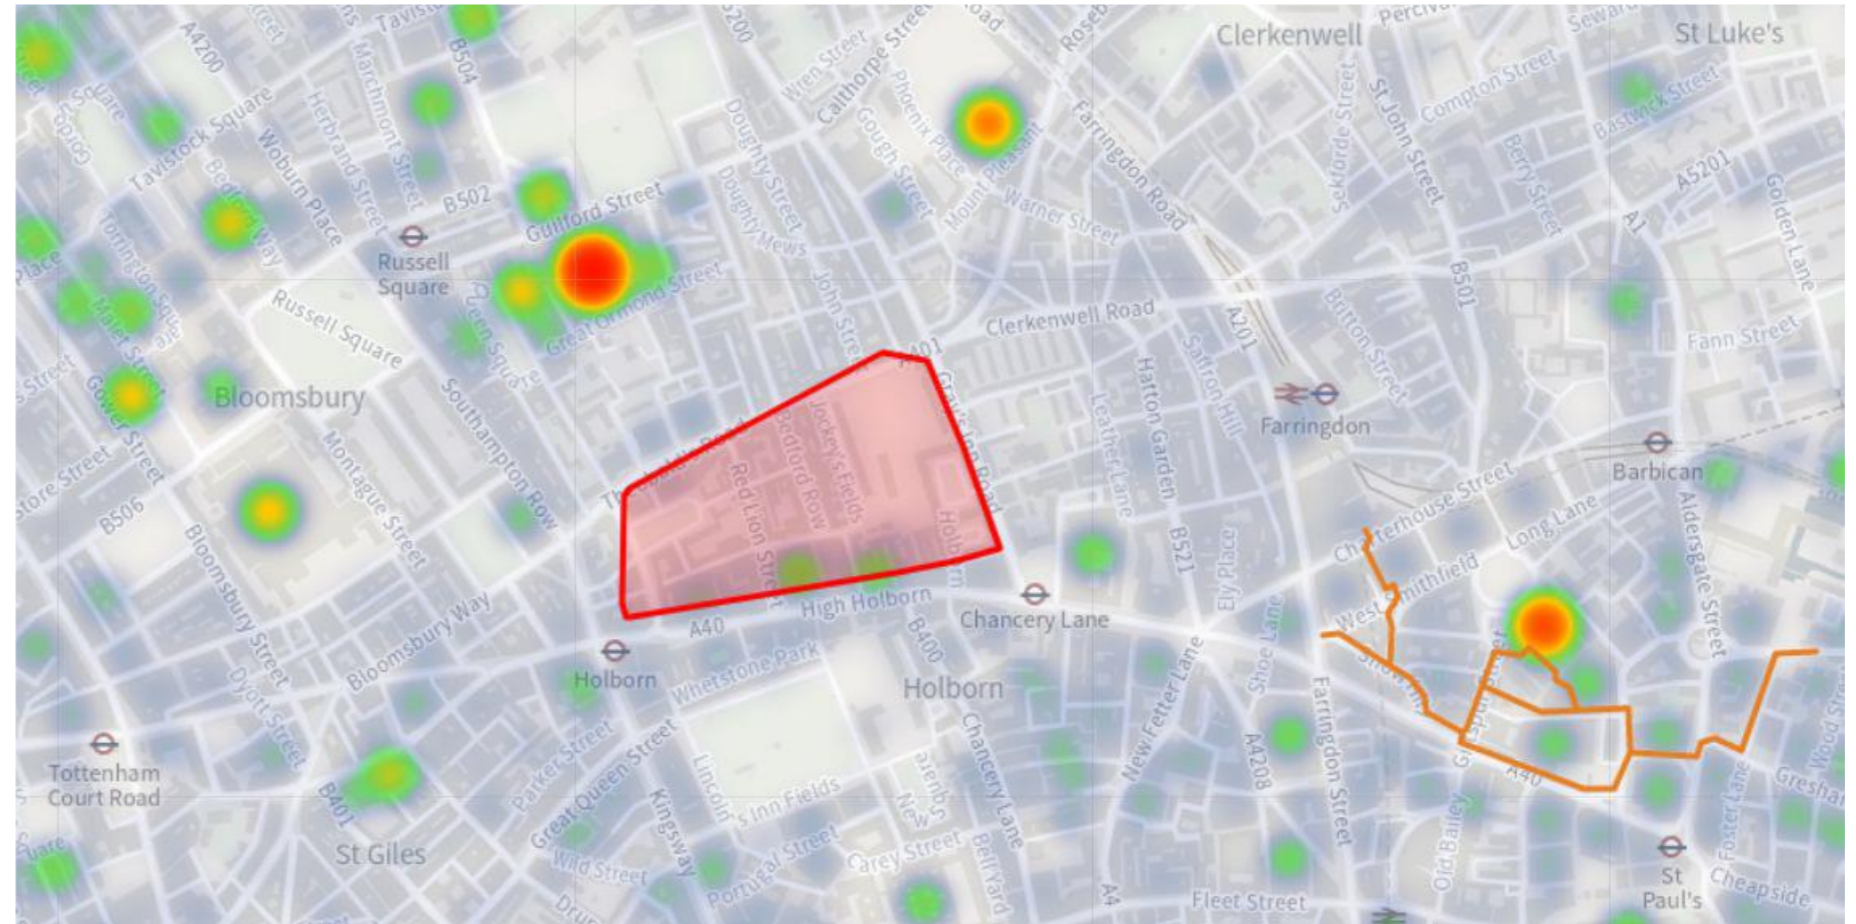 A4200
Tavistock Square
Woburn Place
Herbrand Street
Marchmont Street
B504
Wren Street
Calthorpe Street
Phoenix Place
Gough Street
Mount Pleasant
Farringdon Road
Clerkenwell
St Luke's
Sekforde Street
St John Street
Compton Street
Bastwick Street
Berry Street
A5201
A1
Golden Lane
Bedford Way
B502
Guilford Street
Doughty Street
Doughty Mews
Warner Street
Russell
Square
Russell Square
Malet Street
Queen Square
Great Ormond Street
John Street
Clerkenwell Road
A201
Britton Street
B501
Fann Street
Gower Street
Bloomsbury
Southampton Row
Montague Street
Bedford Row
Jockey's Fields
Red Lion Street
Leather Lane
Hatton Garden
Saffron Hill
Farringdon
Barbican
B506
Bloomsbury Street
Bloomsbury Way
Dyott Street
A40
High Holborn
B400
Chancery Lane
B521
Ely Place
Shoe Lane
Charterhouse Street
Long Lane
West Smithfield
Aldersgate Street
Holborn
Whetstone Park
Holborn
Tottenham
Court Road
B401
St Giles
Parker Street
Great Queen Street
Kingsway
Lincoln
's Inn Fields
New
Square
Chancery Lane
New Fetter Lane
A4208
Farringdon Street
A40
Foster Lane
Wild Street
Portugal Street
Carey Street
Bell Yard
A4
Fleet Street
Old Bailey
St
Paul's
Cheapside